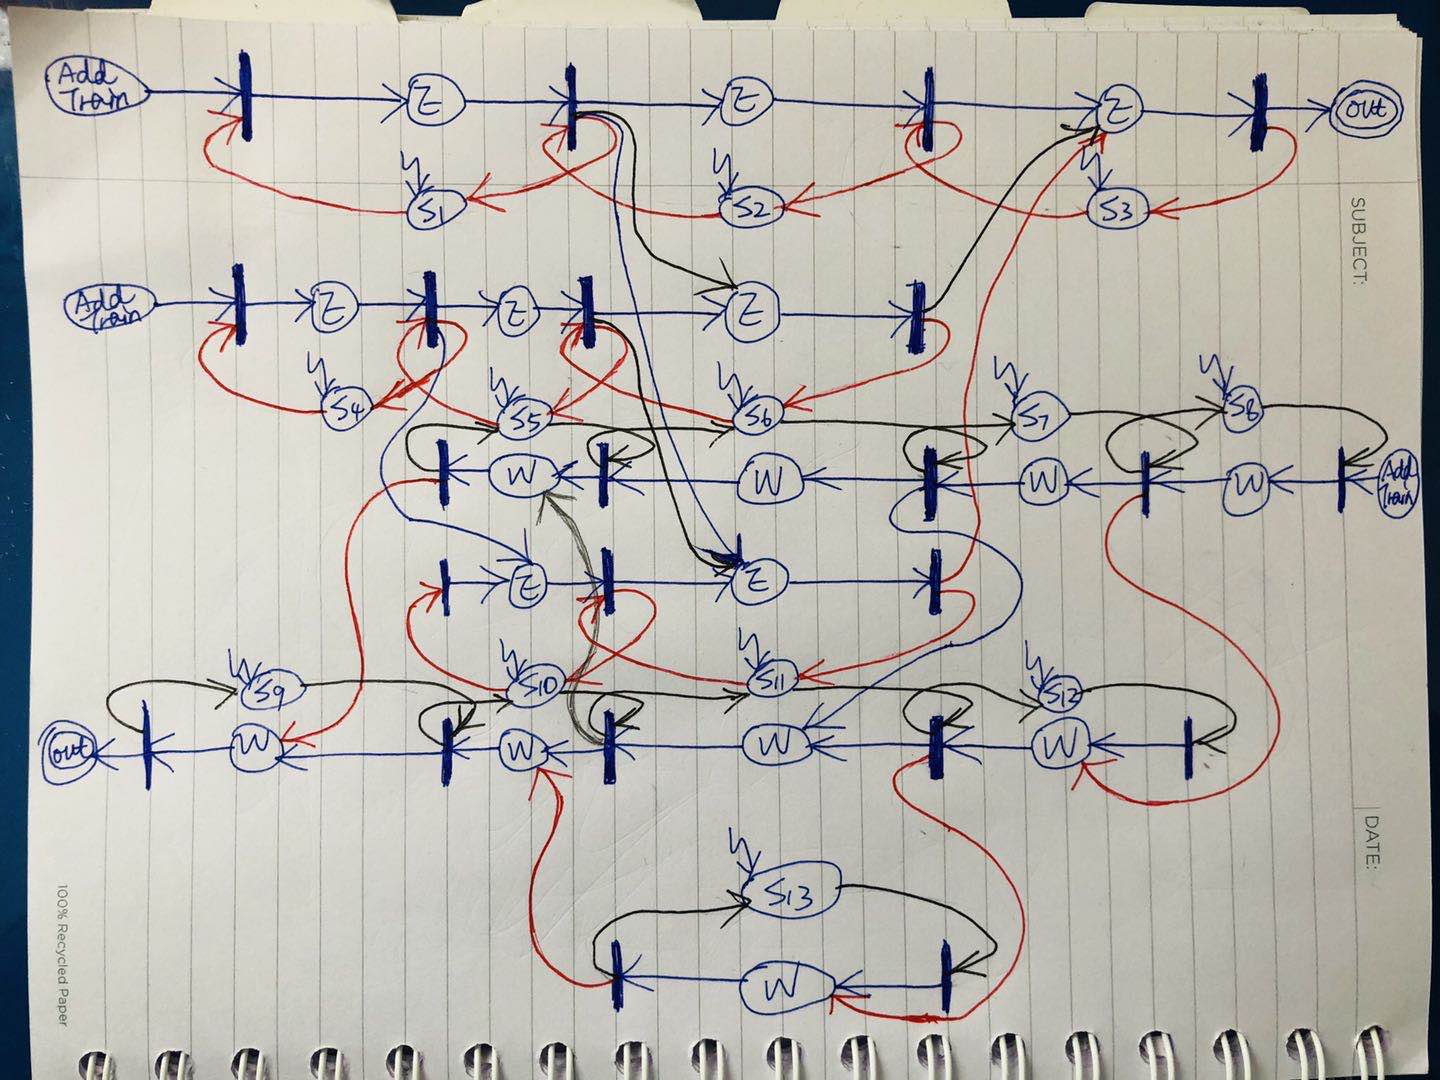 Add
Train
Z
Z
Z
out
S1
S2
S3
SUBJECT:
Add
Train
Z
Z
Z
S4
S5
S6
S7
S8
W
W
W
W
Add
Train
Z
Z
S9
S10
S11
S12
out
W
W
W
W
DATE:
S13
W
100% Recycled Paper